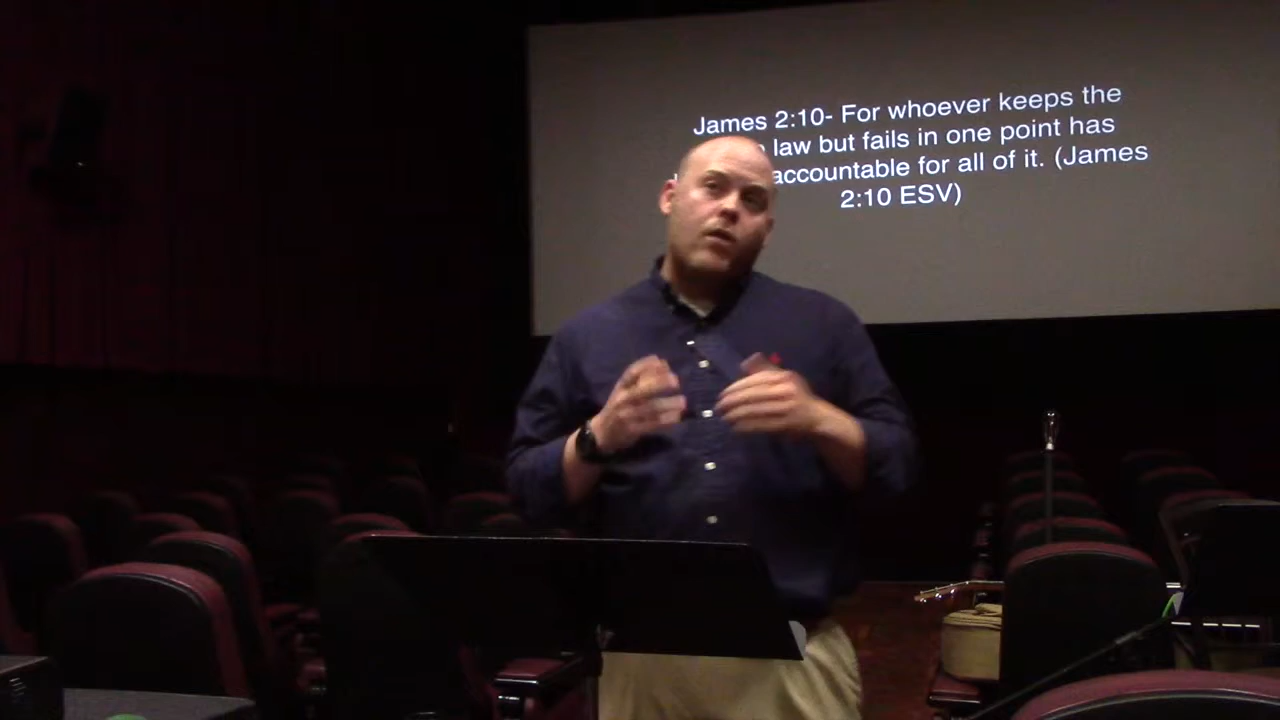 James 2:10- For whoever keeps the
law but fails in one point has
accountable for all of it. (James
2:10 ESV)